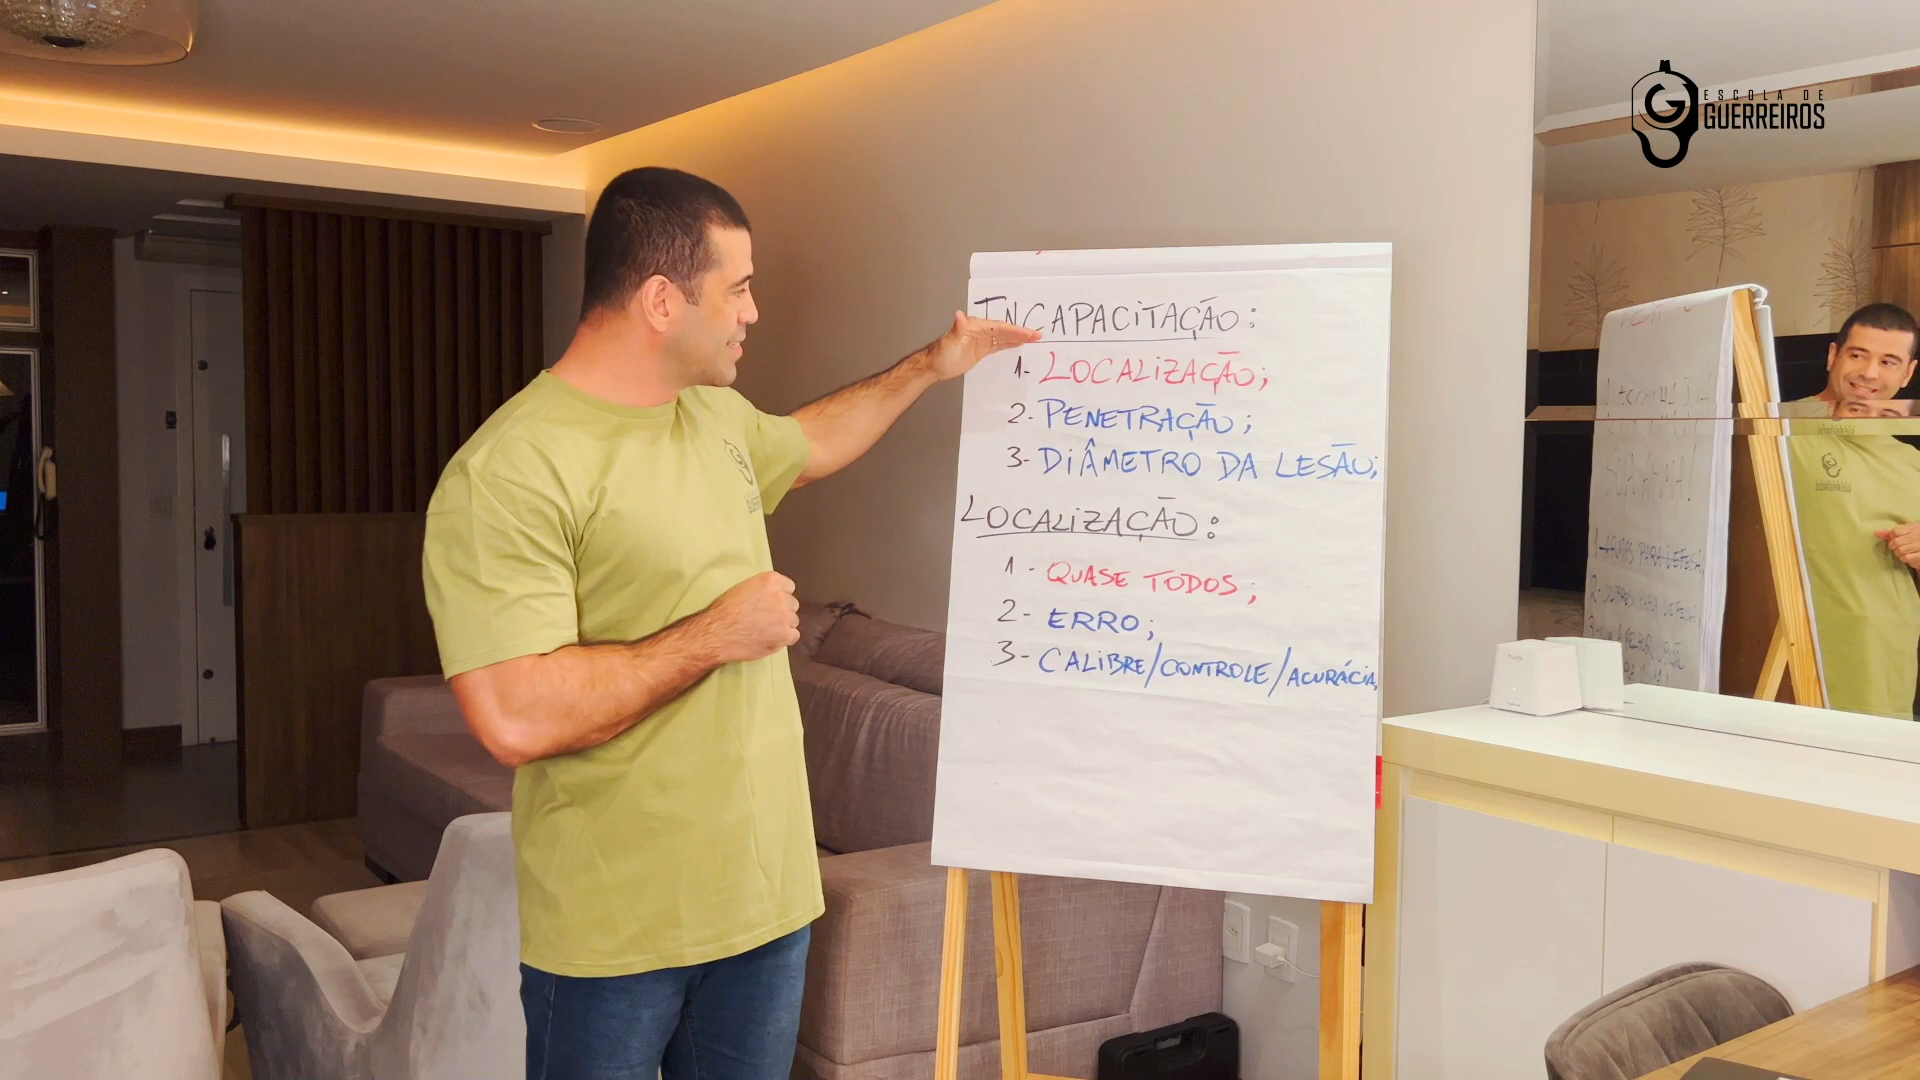 ESCOLA DE
GUERREIROS
INCAPACITAÇÃO:
1- LOCALIZAÇÃO;
2- PENETRAÇÃO;
3- DIÂMETRO DA LESÃO;
LOCALIZAÇÃO:
1- QUASE TODOS;
2- ERRO;
3- CALIBRE/CONTROLE/ACURÁCIA;